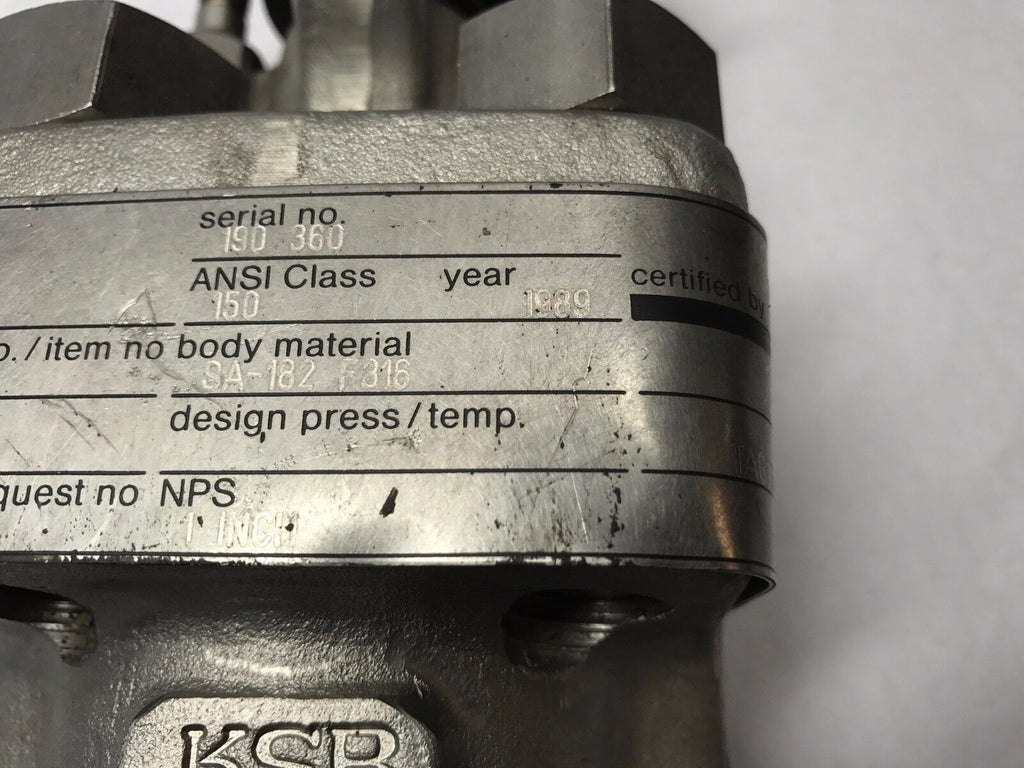 serial no.
190 360
ANSI Class year certified by
150 1989
o./item no body material
SA-182 F316
design press/temp.
quest no NPS
1 INCH
KSB